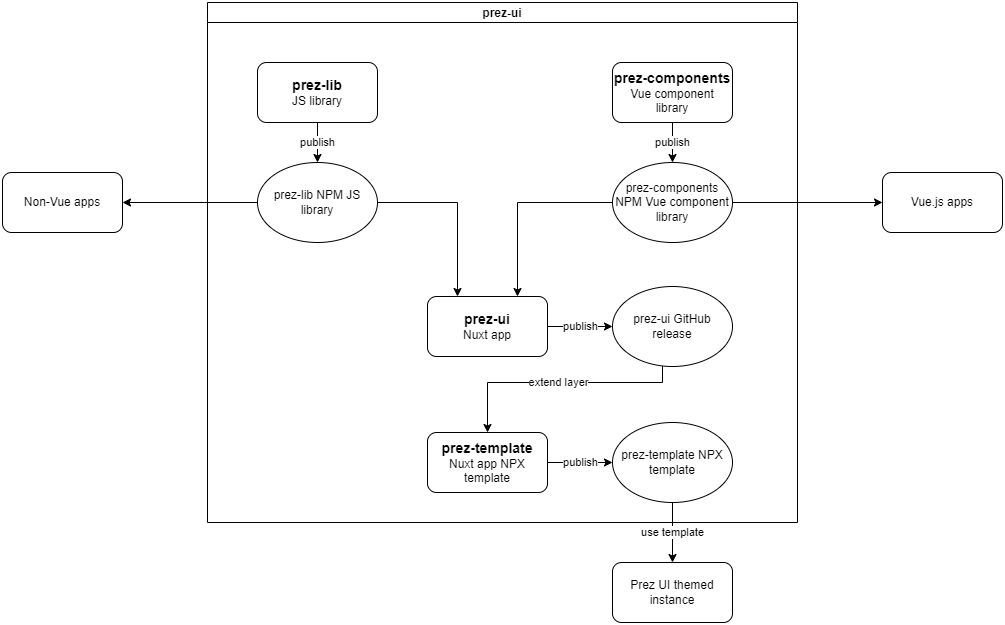 prez-ui
prez-lib
JS library
prez-components
Vue component
library
publish
publish
Non-Vue apps
prez-lib NPM JS
library
prez-components
NPM Vue component
library
Vue.js apps
prez-ui
Nuxt app
publish
prez-ui GitHub
release
extend layer
prez-template
Nuxt app NPX
template
publish
prez-template NPX
template
use template
Prez UI themed
instance